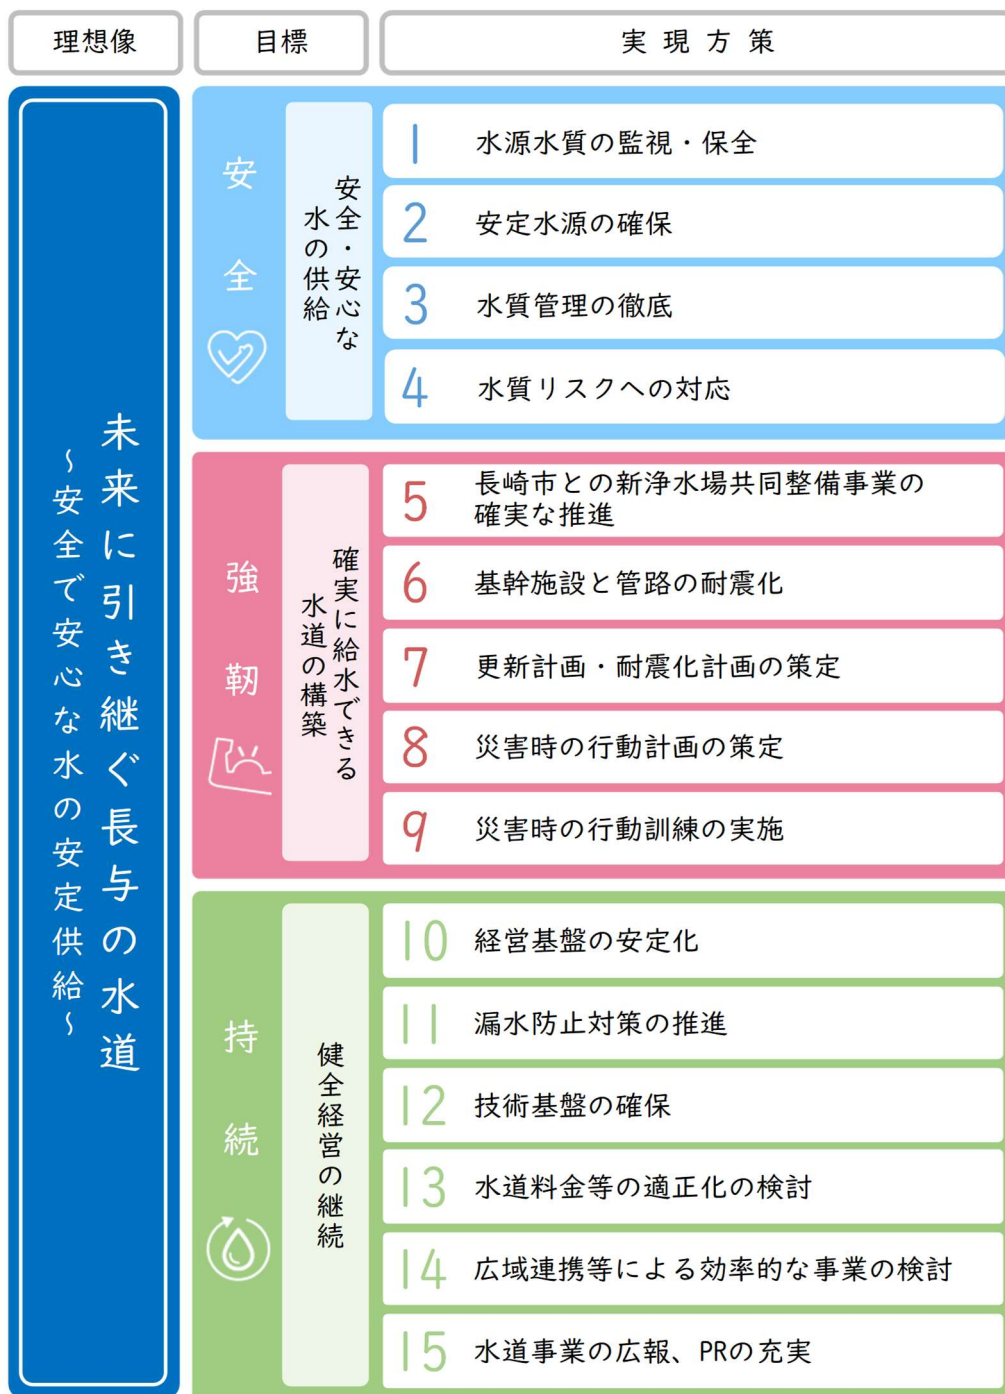 理想像
目標
実現方策
未来に引き継ぐ長与の水道
～安全で安心な水の安定供給～
安全
安全・安心な
水の供給
1 水源水質の監視・保全
2 安定水源の確保
3 水質管理の徹底
4 水質リスクへの対応
強靭
確実に給水できる
水道の構築
5 長崎市との新浄水場共同整備事業の
確実な推進
6 基幹施設と管路の耐震化
7 更新計画・耐震化計画の策定
8 災害時の行動計画の策定
9 災害時の行動訓練の実施
持続
健全経営の継続
10 経営基盤の安定化
11 漏水防止対策の推進
12 技術基盤の確保
13 水道料金等の適正化の検討
14 広域連携等による効率的な事業の検討
15 水道事業の広報、PRの充実